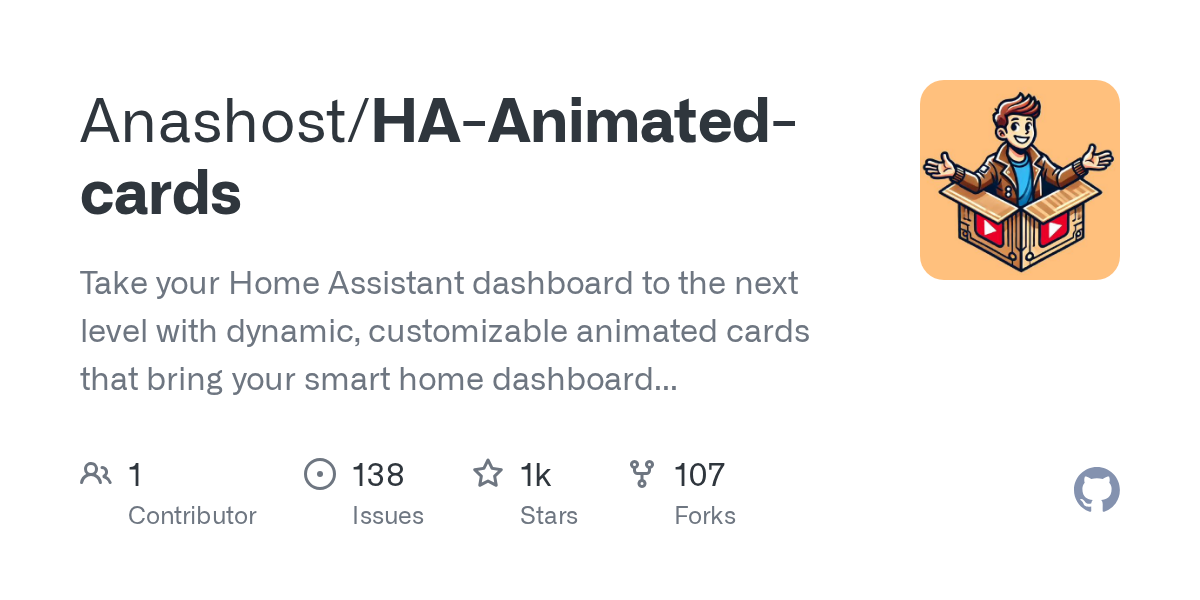 Anashost/HA-Animated-
cards
Take your Home Assistant dashboard to the next
level with dynamic, customizable animated cards
that bring your smart home dashboard...
1
Contributor
138
Issues
1k
Stars
107
Forks